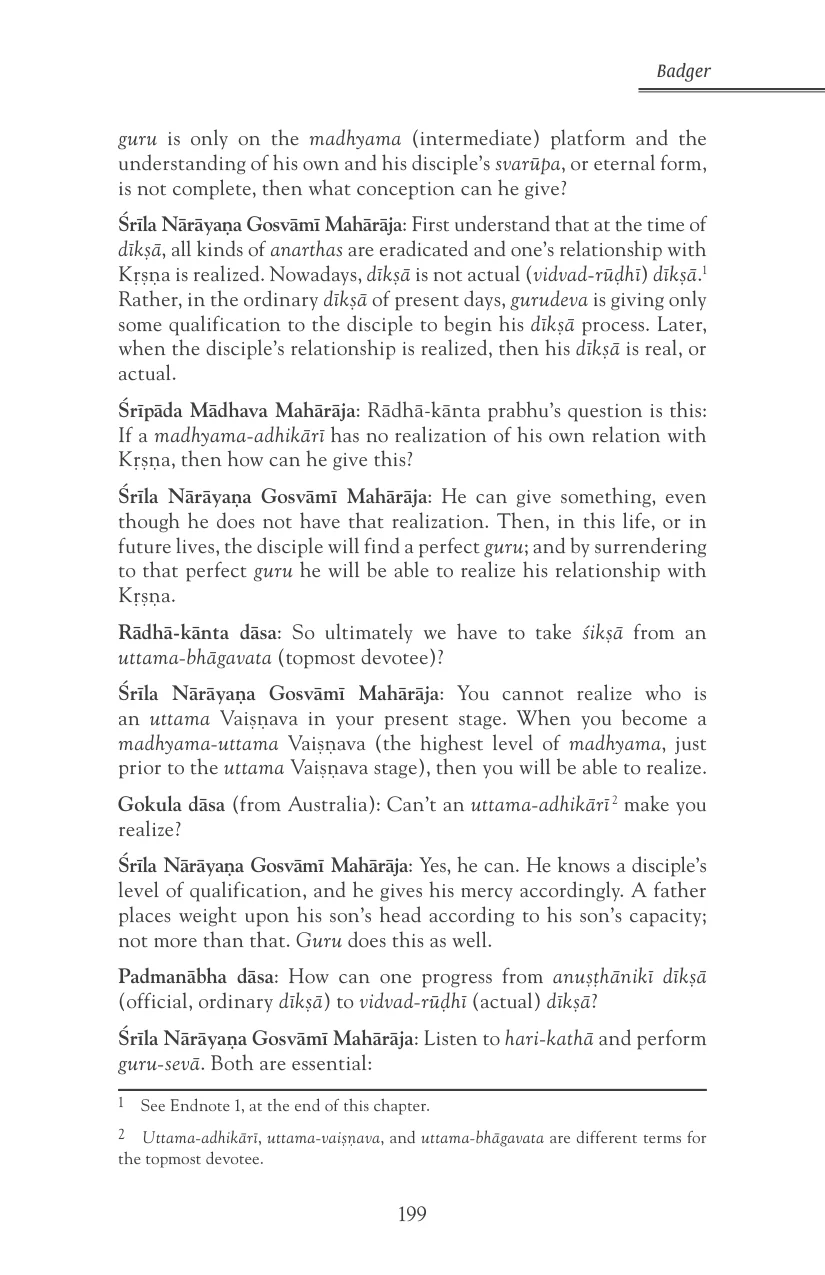 Badger
guru is only on the madhyama (intermediate) platform and the
understanding of his own and his disciple's svarūpa, or eternal form,
is not complete, then what conception can he give?
Śrīla Nārāyaṇa Gosvāmī Mahārāja: First understand that at the time of
dīkṣā, all kinds of anarthas are eradicated and one's relationship with
Kṛṣṇa is realized. Nowadays, dīkṣā is not actual (vidvad-rūḍhī) dīkṣā.1
Rather, in the ordinary dīkṣā of present days, gurudeva is giving only
some qualification to the disciple to begin his dīkṣā process. Later,
when the disciple's relationship is realized, then his dīkṣā is real, or
actual.
Śrīpāda Mādhava Mahārāja: Rādhā-kānta prabhu's question is this:
If a madhyama-adhikārī has no realization of his own relation with
Kṛṣṇa, then how can he give this?
Śrīla Nārāyaṇa Gosvāmī Mahārāja: He can give something, even
though he does not have that realization. Then, in this life, or in
future lives, the disciple will find a perfect guru; and by surrendering
to that perfect guru he will be able to realize his relationship with
Kṛṣṇa.
Rādhā-kānta dāsa: So ultimately we have to take śikṣā from an
uttama-bhāgavata (topmost devotee)?
Śrīla Nārāyaṇa Gosvāmī Mahārāja: You cannot realize who is
an uttama Vaiṣṇava in your present stage. When you become a
madhyama-uttama Vaiṣṇava (the highest level of madhyama, just
prior to the uttama Vaiṣṇava stage), then you will be able to realize.
Gokula dāsa (from Australia): Can't an uttama-adhikārī 2 make you
realize?
Śrīla Nārāyaṇa Gosvāmī Mahārāja: Yes, he can. He knows a disciple's
level of qualification, and he gives his mercy accordingly. A father
places weight upon his son's head according to his son's capacity;
not more than that. Guru does this as well.
Padmanābha dāsa: How can one progress from anuṣṭhānikī dīkṣā
(official, ordinary dīkṣā) to vidvad-rūḍhī (actual) dīkṣā?
Śrīla Nārāyaṇa Gosvāmī Mahārāja: Listen to hari-kathā and perform
guru-sevā. Both are essential:
1 See Endnote 1, at the end of this chapter.
2 Uttama-adhikārī, uttama-vaiṣṇava, and uttama-bhāgavata are different terms for
the topmost devotee.
199